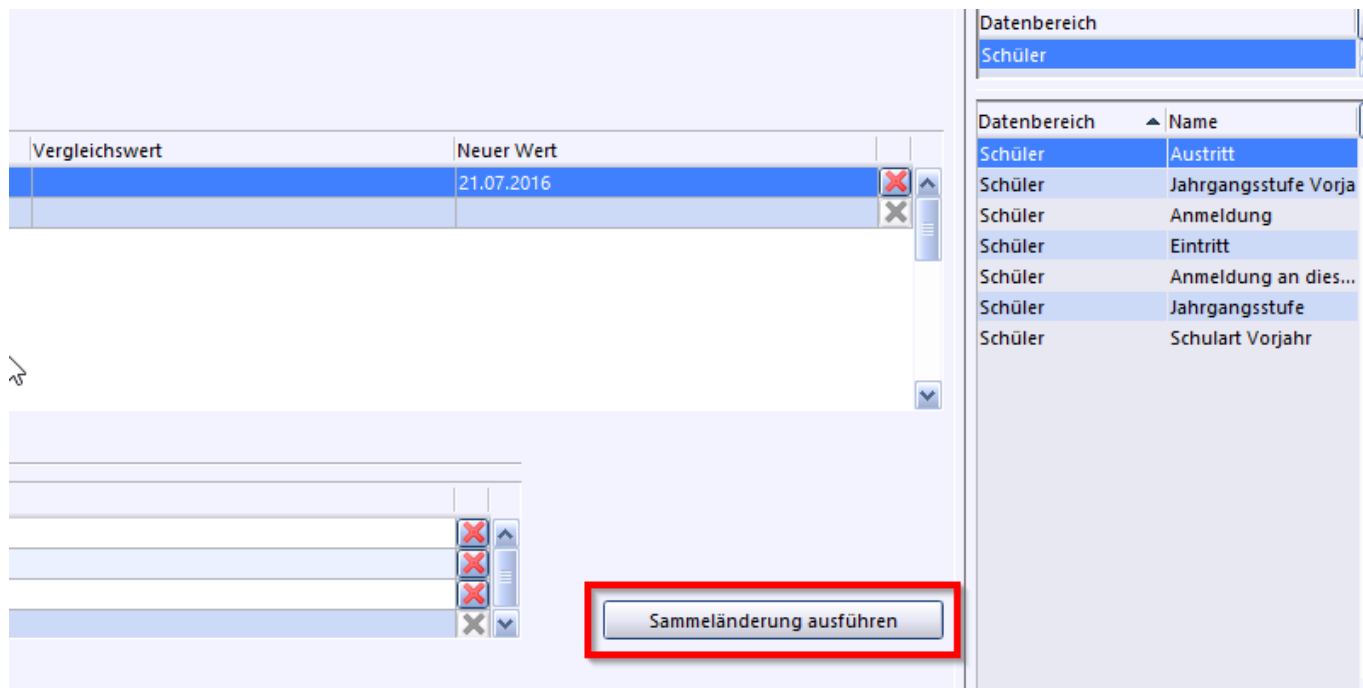 Datenbereich
Schüler
Vergleichswert Neuer Wert
21.07.2016
Datenbereich Name
Schüler Austritt
Schüler Jahrgangsstufe Vorja
Schüler Anmeldung
Schüler Eintritt
Schüler Anmeldung an dies...
Schüler Jahrgangsstufe
Schüler Schulart Vorjahr
Sammeländerung ausführen